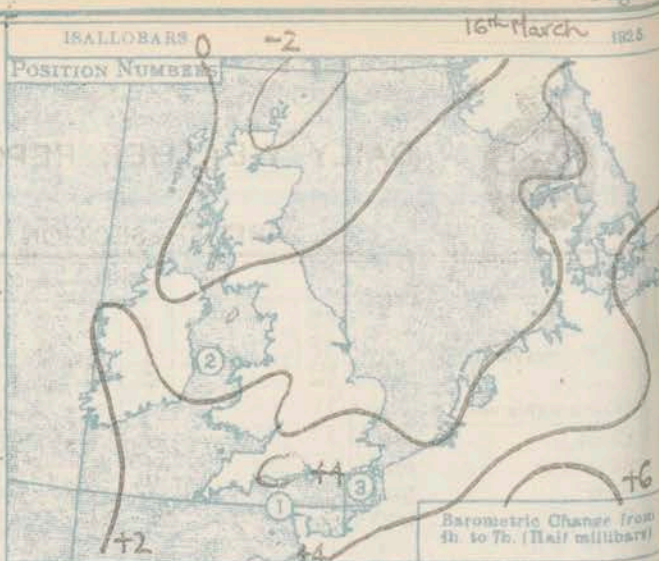 ISALLOBARS
16th March 1925
POSITION NUMBERS
0
-2
2
+4
3
1
+6
+2
+4
Barometric Change from
4h. to 7h. (Half millibars)